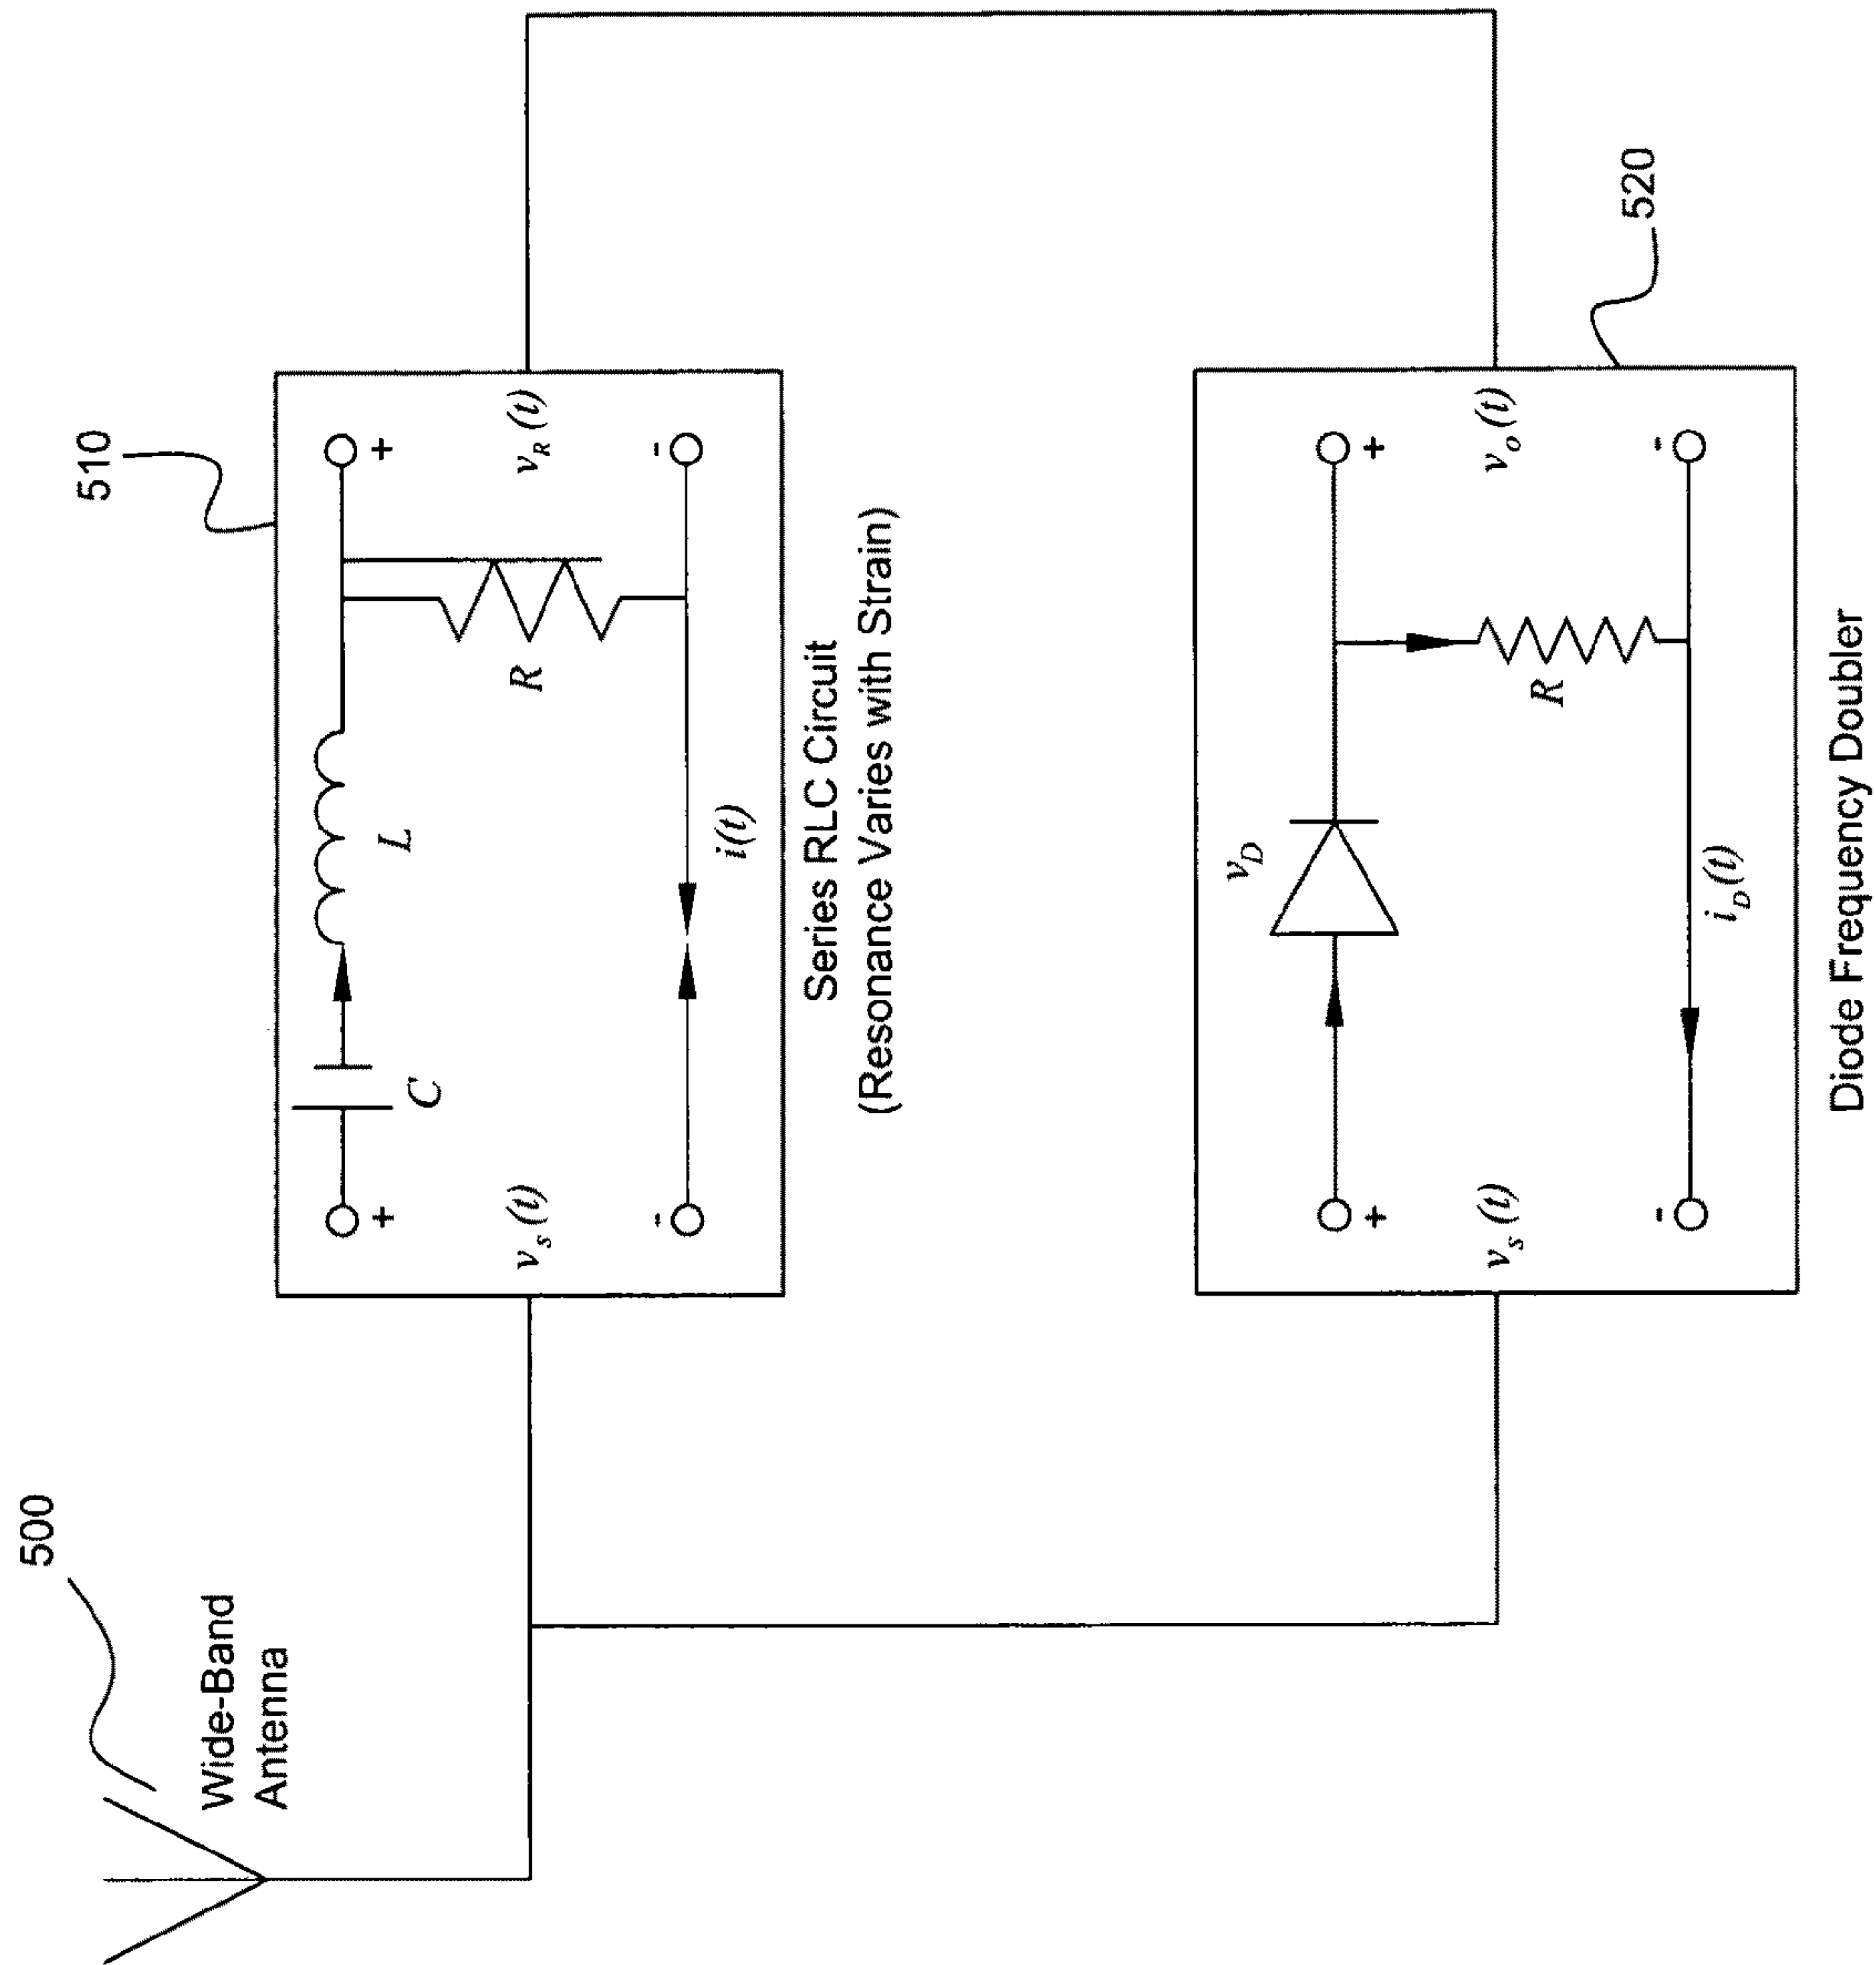 500
Wide-Band
Antenna
510
+
+
C
L
R
v_s(t)
v_R(t)
-
-
i(t)
Series RLC Circuit
(Resonance Varies with Strain)
520
v_D
+
+
v_s(t)
R
v_o(t)
-
-
i_D(t)
Diode Frequency Doubler